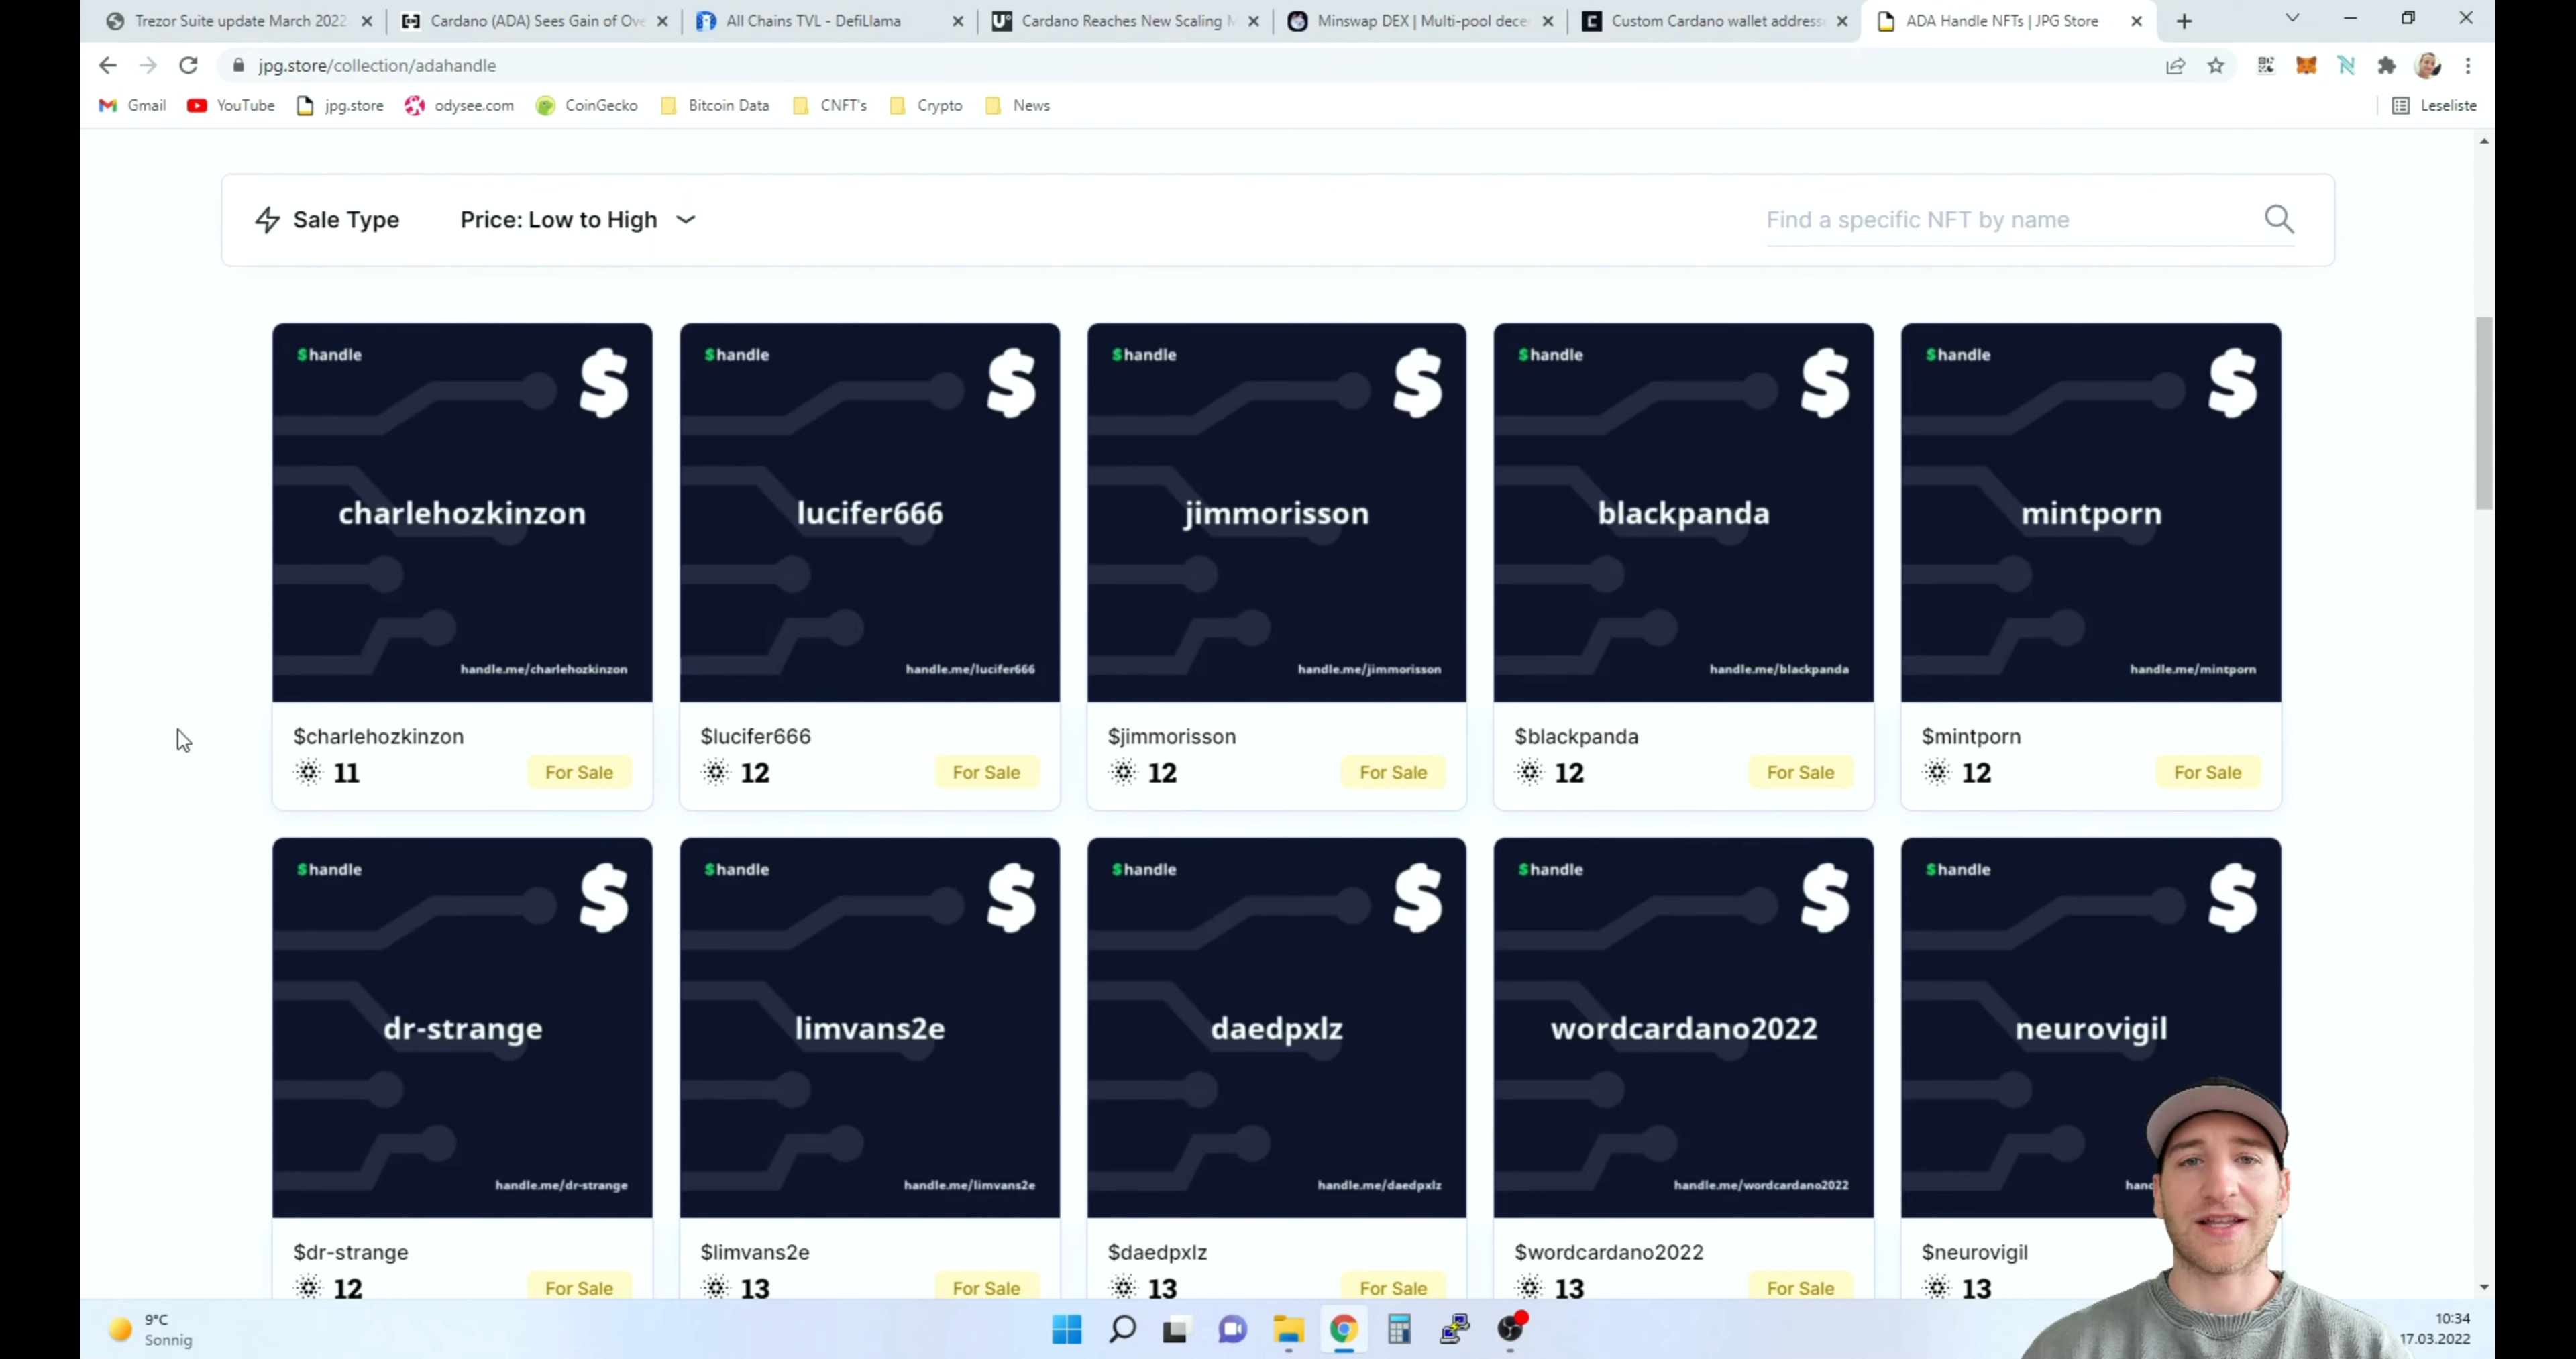 Trezor Suite update March 2022
Cardano (ADA) Sees Gain of Ove
All Chains TVL - DefiLlama
Cardano Reaches New Scaling M
Minswap DEX | Multi-pool dece
Custom Cardano wallet address
ADA Handle NFTs | JPG Store
jpg.store/collection/adahandle
Gmail YouTube jpg.store odysee.com CoinGecko Bitcoin Data CNFT's Crypto News Leseliste
Sale Type Price: Low to High Find a specific NFT by name
$handle $ $handle $ $handle $ $handle $ $handle $
charlehozkinzon lucifer666 jimmorisson blackpanda mintporn
handle.me/charlehozkinzon handle.me/lucifer666 handle.me/jimmorisson handle.me/blackpanda handle.me/mintporn
$charlehozkinzon $lucifer666 $jimmorisson $blackpanda $mintporn
11 For Sale 12 For Sale 12 For Sale 12 For Sale 12 For Sale
$handle $ $handle $ $handle $ $handle $ $handle $
dr-strange limvans2e daedpxlz wordcardano2022 neurovigil
handle.me/dr-strange handle.me/limvans2e handle.me/daedpxlz handle.me/wordcardano2022 hand
$dr-strange $limvans2e $daedpxlz $wordcardano2022 $neurovigil
12 For Sale 13 For Sale 13 For Sale 13 For Sale 13
9°C
Sonnig
10:34
17.03.2022